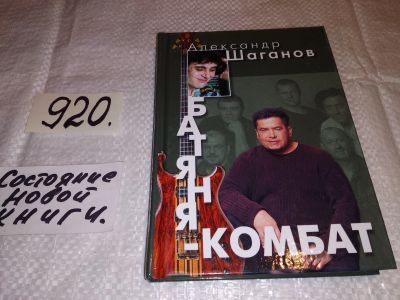 920.
Состояние
новой
книги.
Александр
Шаганов
БАТЯНЯ
-КОМБАТ